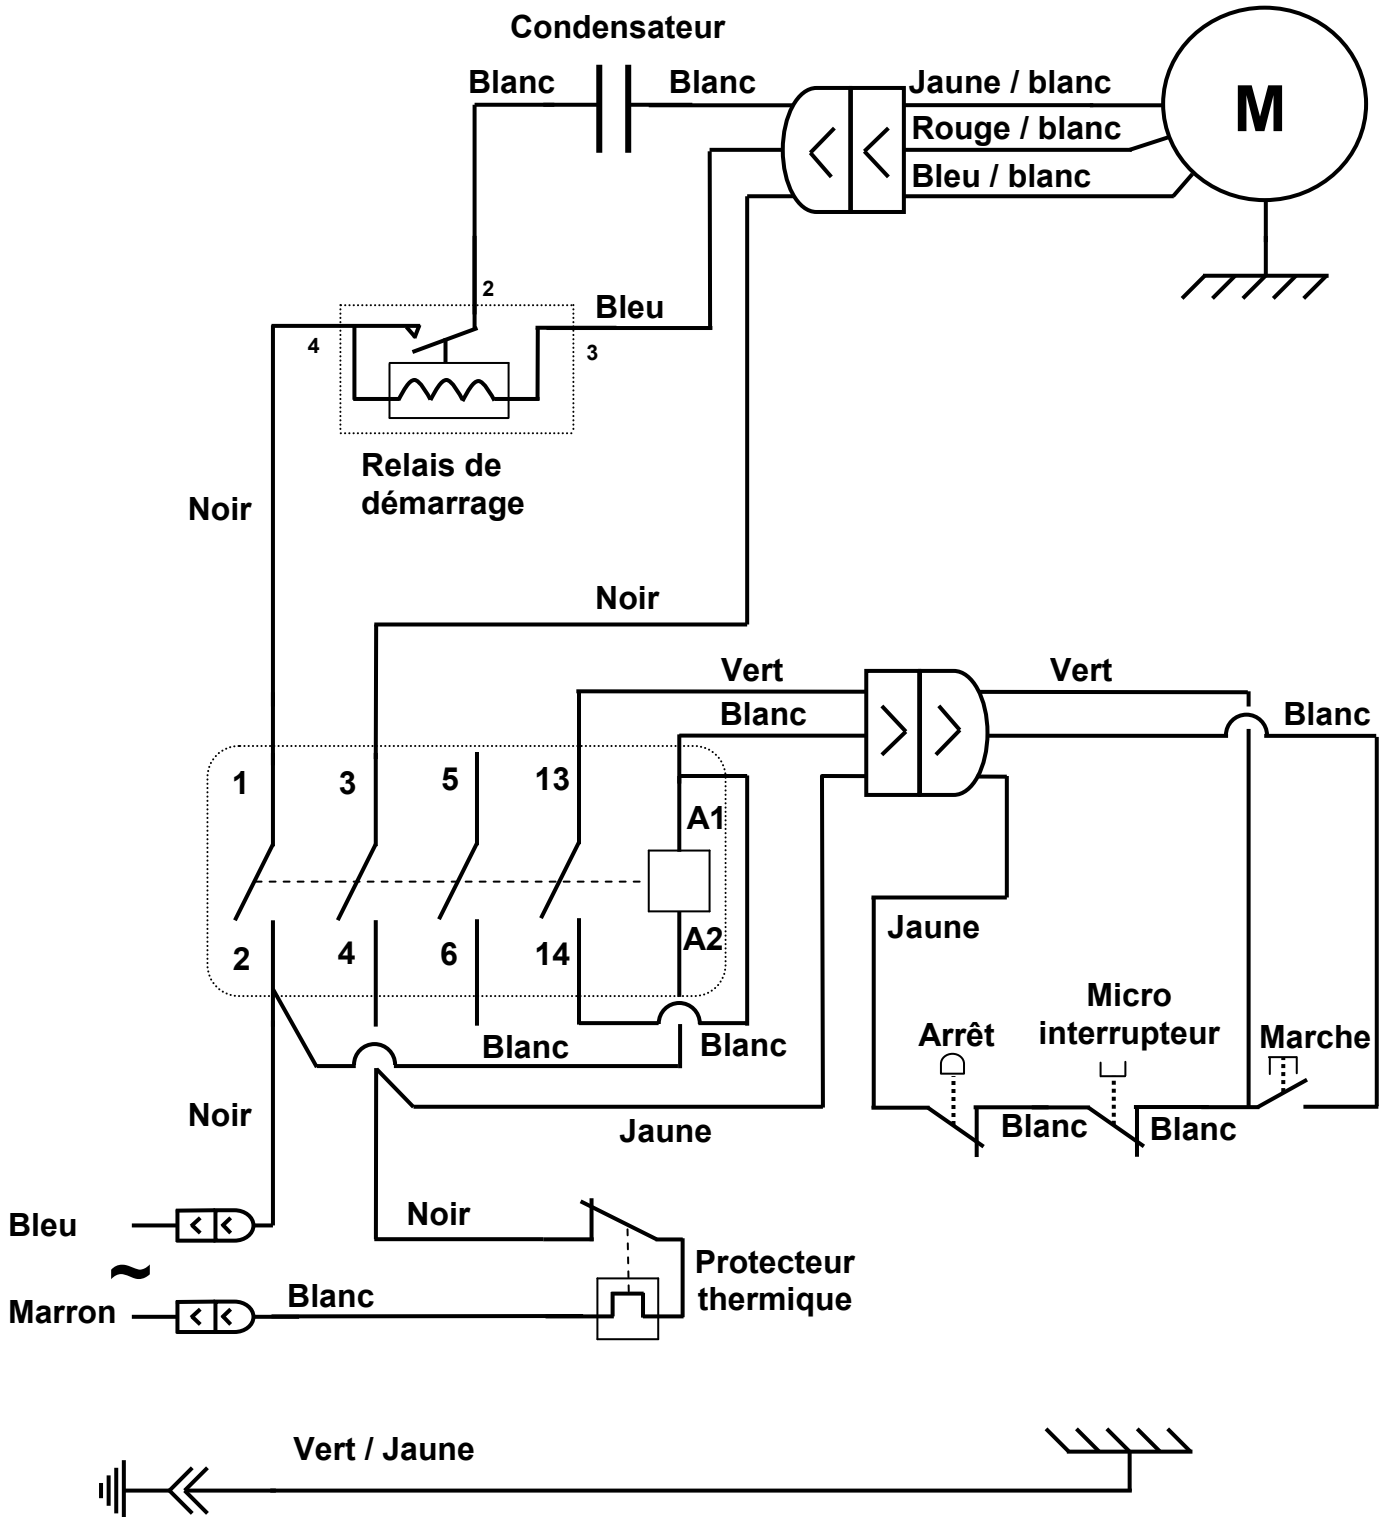 Condensateur
Blanc
Blanc
Jaune / blanc
M
Rouge / blanc
Bleu / blanc
2
Bleu
4
3
Relais de
démarrage
Noir
Noir
Vert
Vert
Blanc
Blanc
1
3
5
13
A1
Jaune
2
4
6
14
A2
Micro
interrupteur
Arrêt
Marche
Blanc
Blanc
Noir
Jaune
Blanc
Blanc
Bleu
Noir
~
Protecteur
thermique
Marron
Blanc
Vert / Jaune